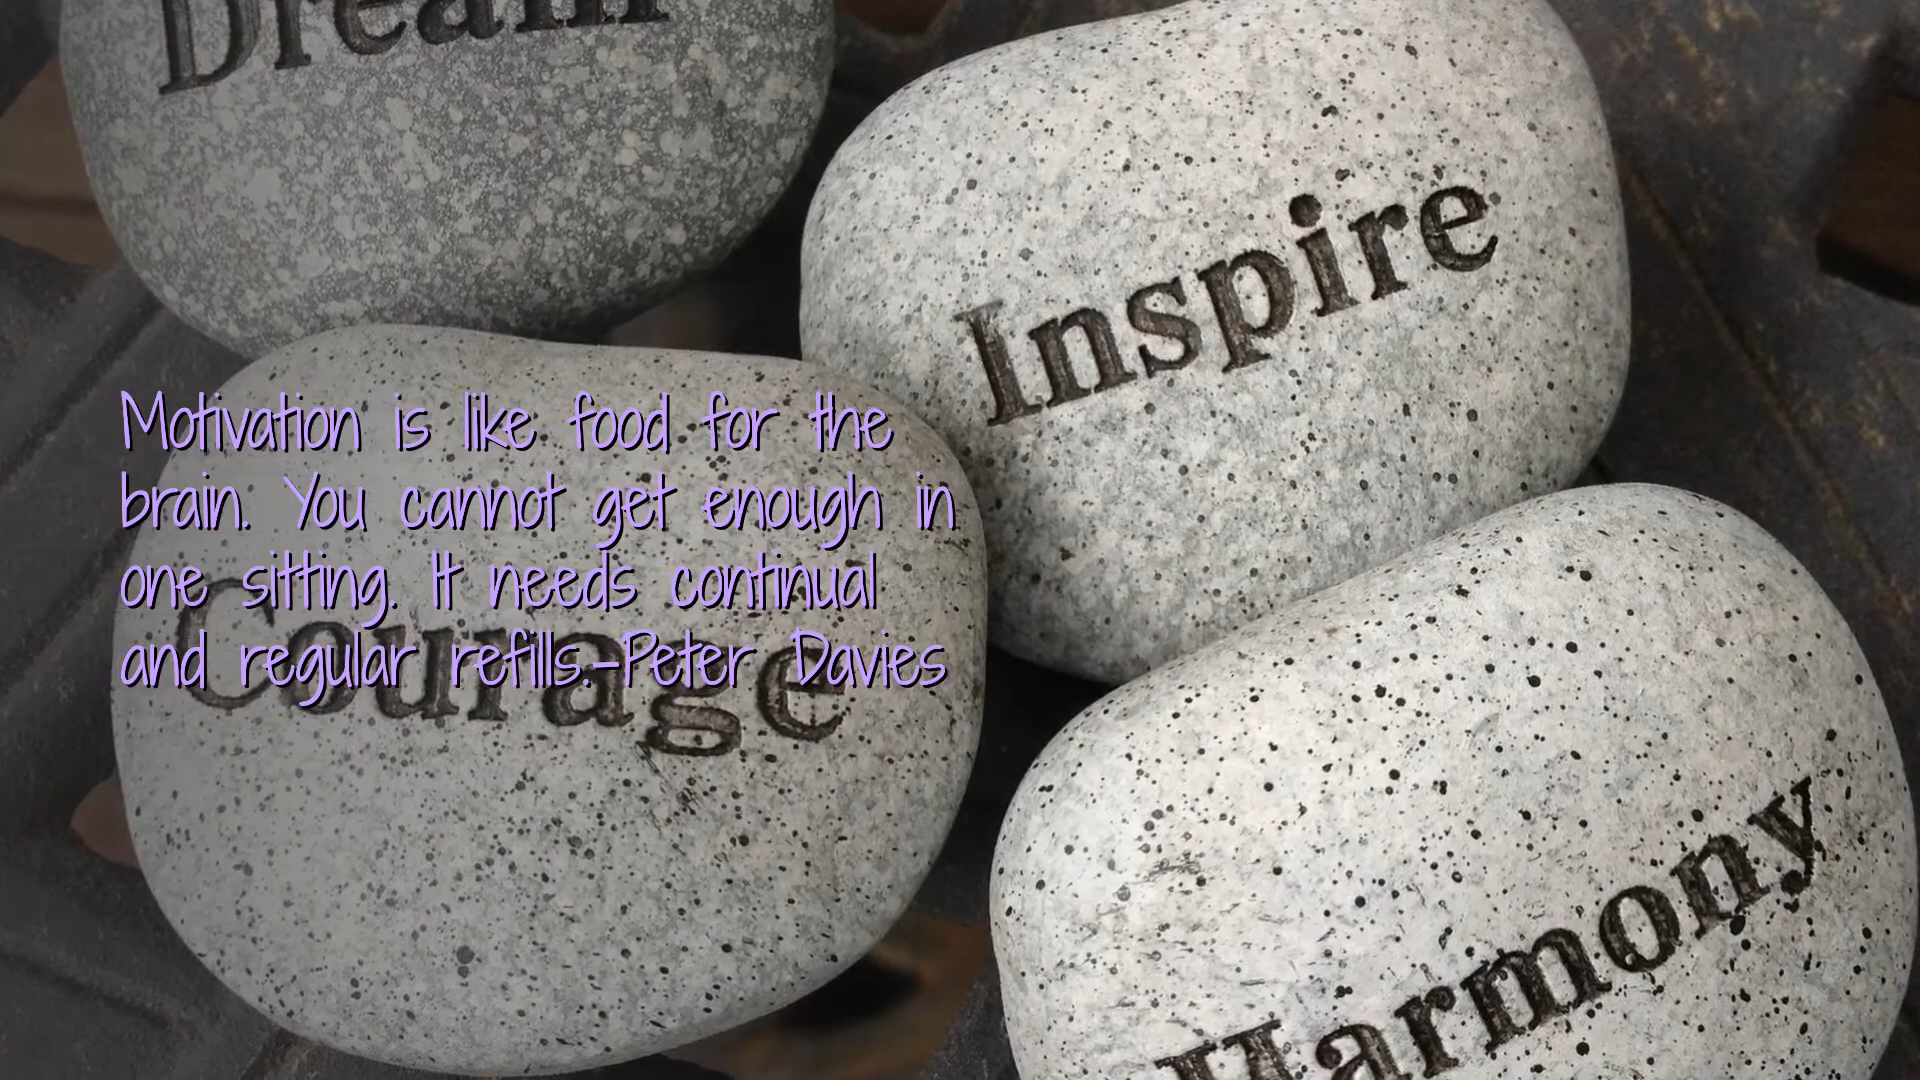 Dream
Inspire
Motivation is like food for the
brain. You cannot get enough in
one sitting. It needs continual
and regular refills.-Peter Davies
Courage
Harmony